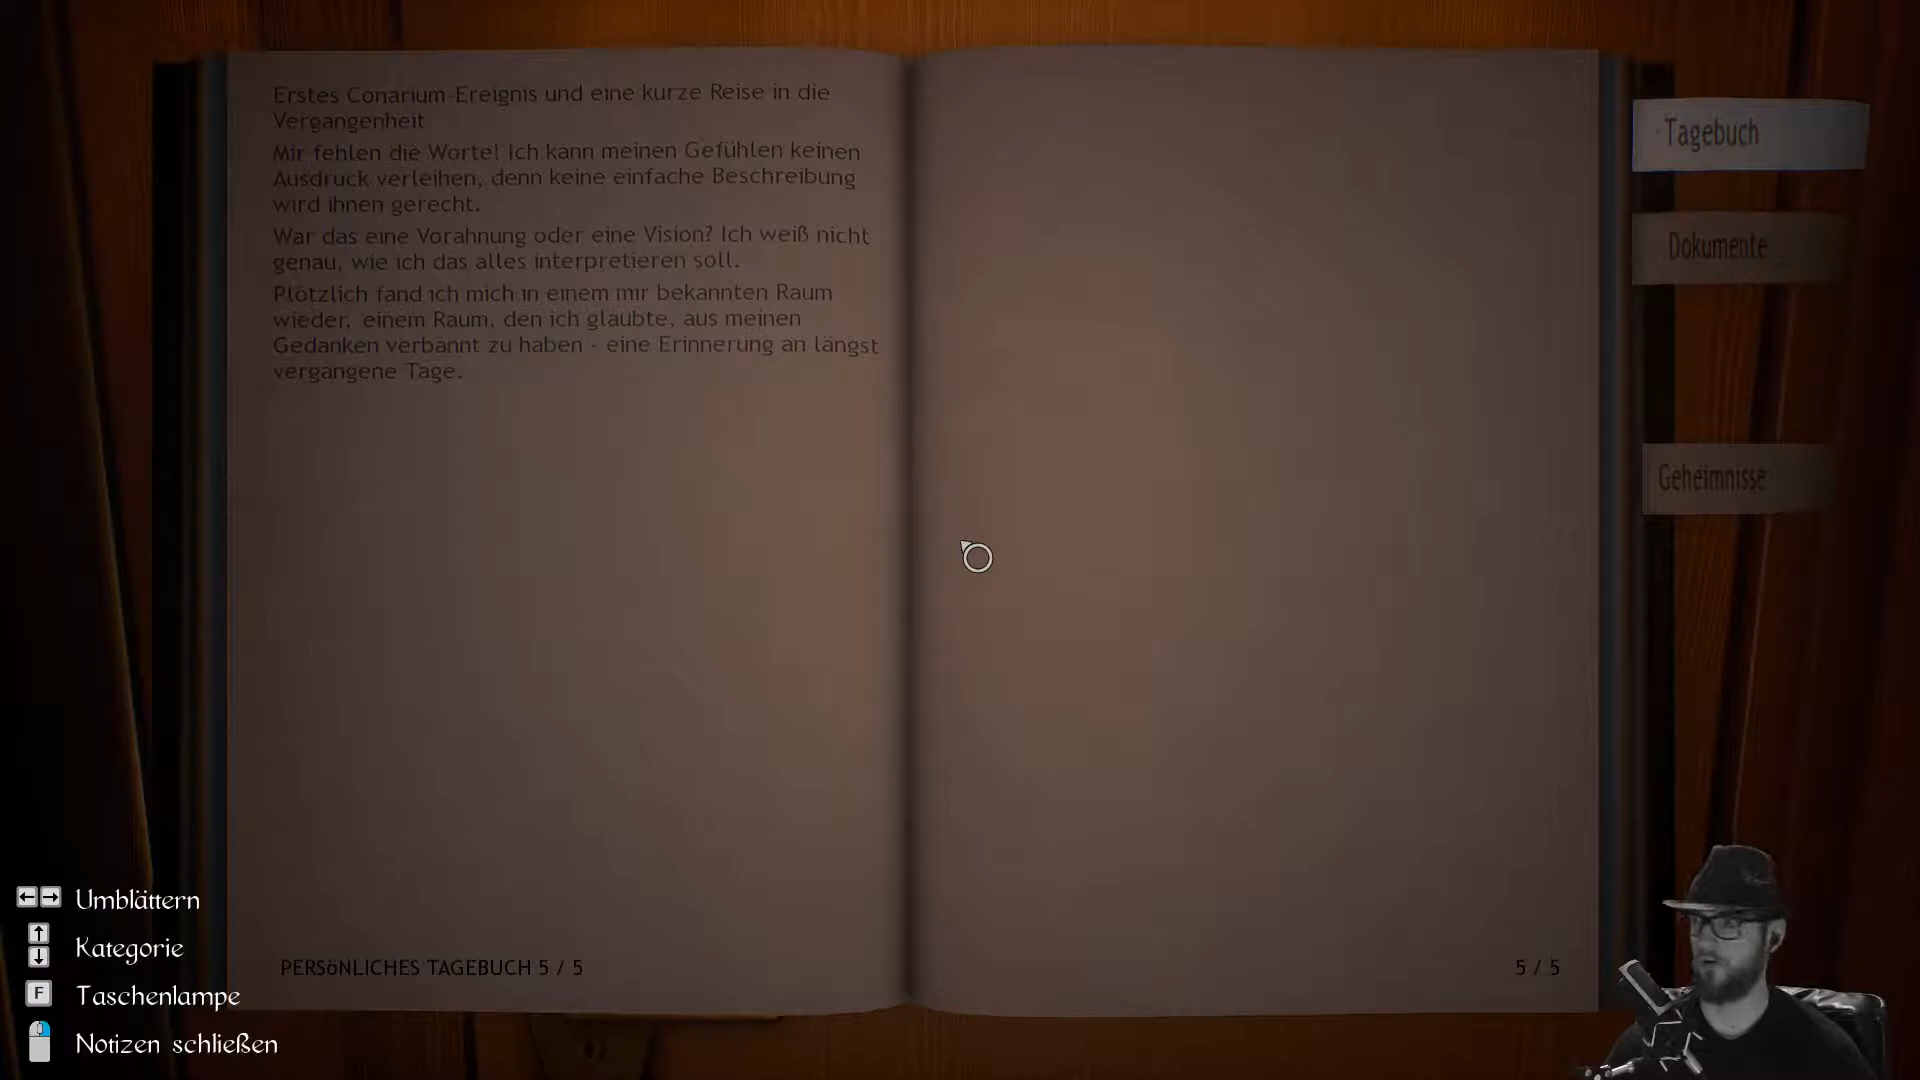 Erstes Conarium-Ereignis und eine kurze Reise in die
Vergangenheit
Mir fehlen die Worte! Ich kann meinen Gefühlen keinen
Ausdruck verleihen, denn keine einfache Beschreibung
wird ihnen gerecht.
War das eine Vorahnung oder eine Vision? Ich weiß nicht
genau, wie ich das alles interpretieren soll.
Plötzlich fand ich mich in einem mir bekannten Raum
wieder, einem Raum, den ich glaubte, aus meinen
Gedanken verbannt zu haben - eine Erinnerung an längst
vergangene Tage.
PERSöNLICHES TAGEBUCH 5 / 5
5 / 5
Tagebuch
Dokumente
Geheimnisse
Umblättern
Kategorie
F Taschenlampe
Notizen schließen